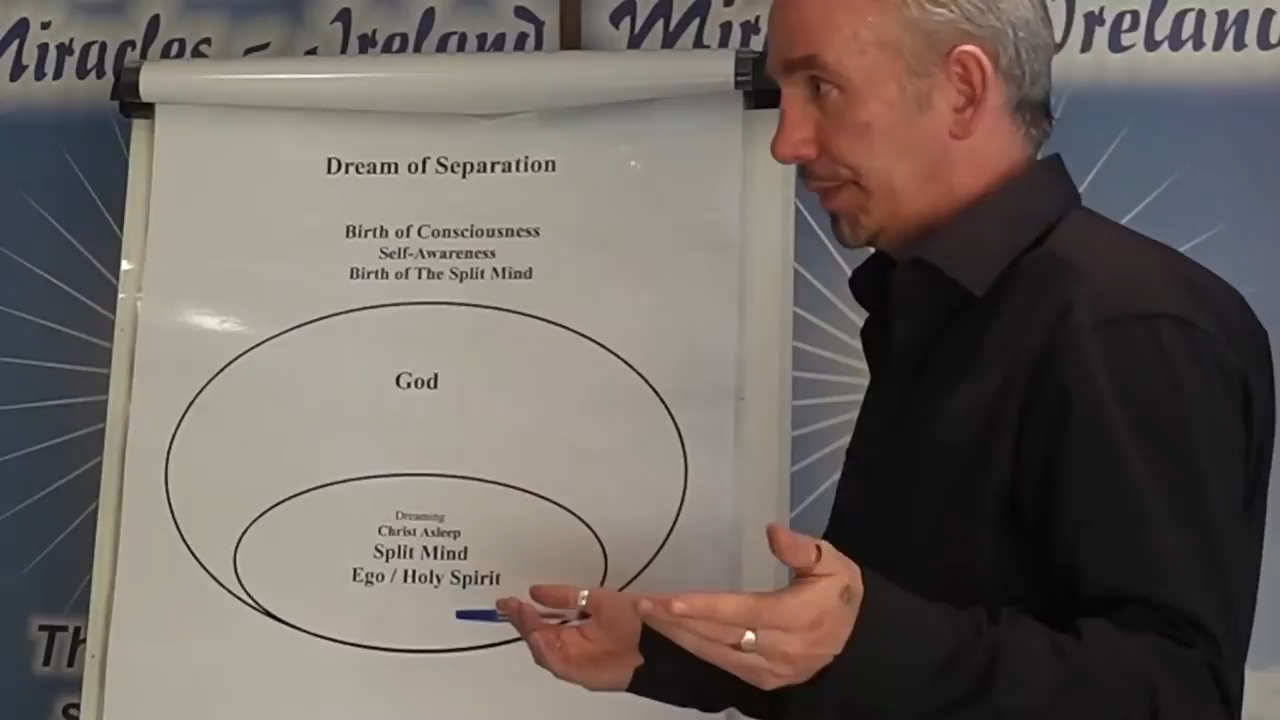 Miracles - Ireland Mir Ireland
Dream of Separation
Birth of Consciousness
Self-Awareness
Birth of The Split Mind
God
Dreaming
Christ Asleep
Split Mind
Ego / Holy Spirit
Th